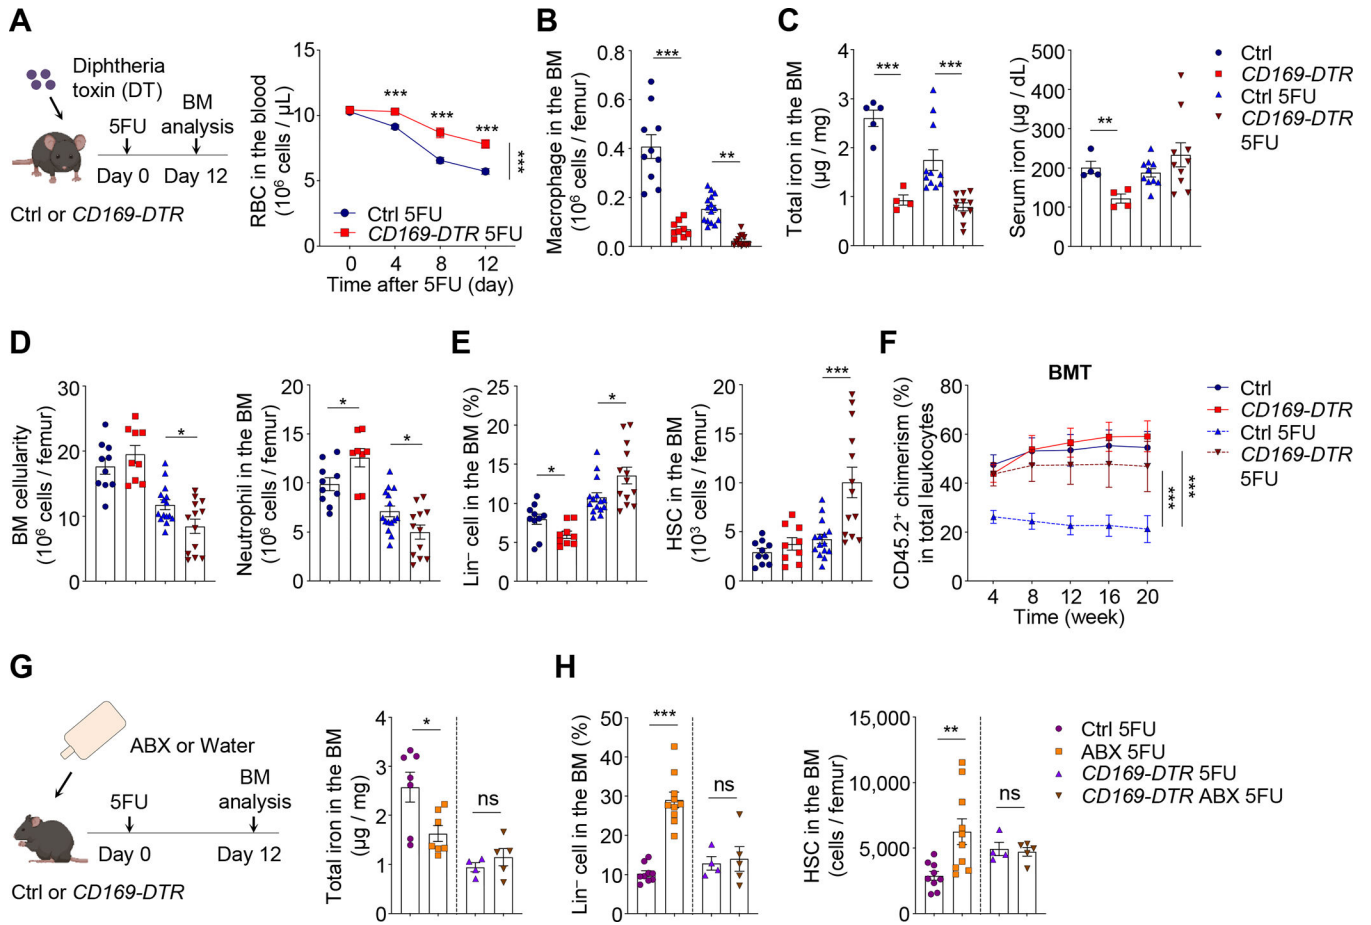 A
Diphtheria
toxin (DT)
5FU
BM
analysis
Day 0
Day 12
Ctrl or CD169-DTR
RBC in the blood
(10⁶ cells / μL)
15
10
5
0
***
***
***
***
Ctrl 5FU
CD169-DTR 5FU
0
4
8
12
Time after 5FU (day)
B
Macrophage in the BM
(10⁶ cells / femur)
0.8
0.6
0.4
0.2
0.0
***
**
C
Total iron in the BM
(μg / mg)
4
3
2
1
0
***
***
Serum iron (μg / dL)
500
400
300
200
100
0
**
Ctrl
CD169-DTR
Ctrl 5FU
CD169-DTR
5FU
D
BM cellularity
(10⁶ cells / femur)
30
20
10
0
*
Neutrophil in the BM
(10⁶ cells / femur)
20
15
10
5
0
*
*
E
Lin⁻ cell in the BM (%)
25
20
15
10
5
0
*
*
HSC in the BM
(10³ cells / femur)
20
15
10
5
0
***
F
BMT
CD45.2⁺ chimerism (%)
in total leukocytes
80
60
40
20
0
4
8
12
16
20
Time (week)
***
***
Ctrl
CD169-DTR
Ctrl 5FU
CD169-DTR
5FU
G
ABX or Water
5FU
BM
analysis
Day 0
Day 12
Ctrl or CD169-DTR
Total iron in the BM
(μg / mg)
4
3
2
1
0
*
ns
H
Lin⁻ cell in the BM (%)
50
40
30
20
10
0
***
ns
HSC in the BM
(cells / femur)
15,000
10,000
5,000
0
**
ns
Ctrl 5FU
ABX 5FU
CD169-DTR 5FU
CD169-DTR ABX 5FU